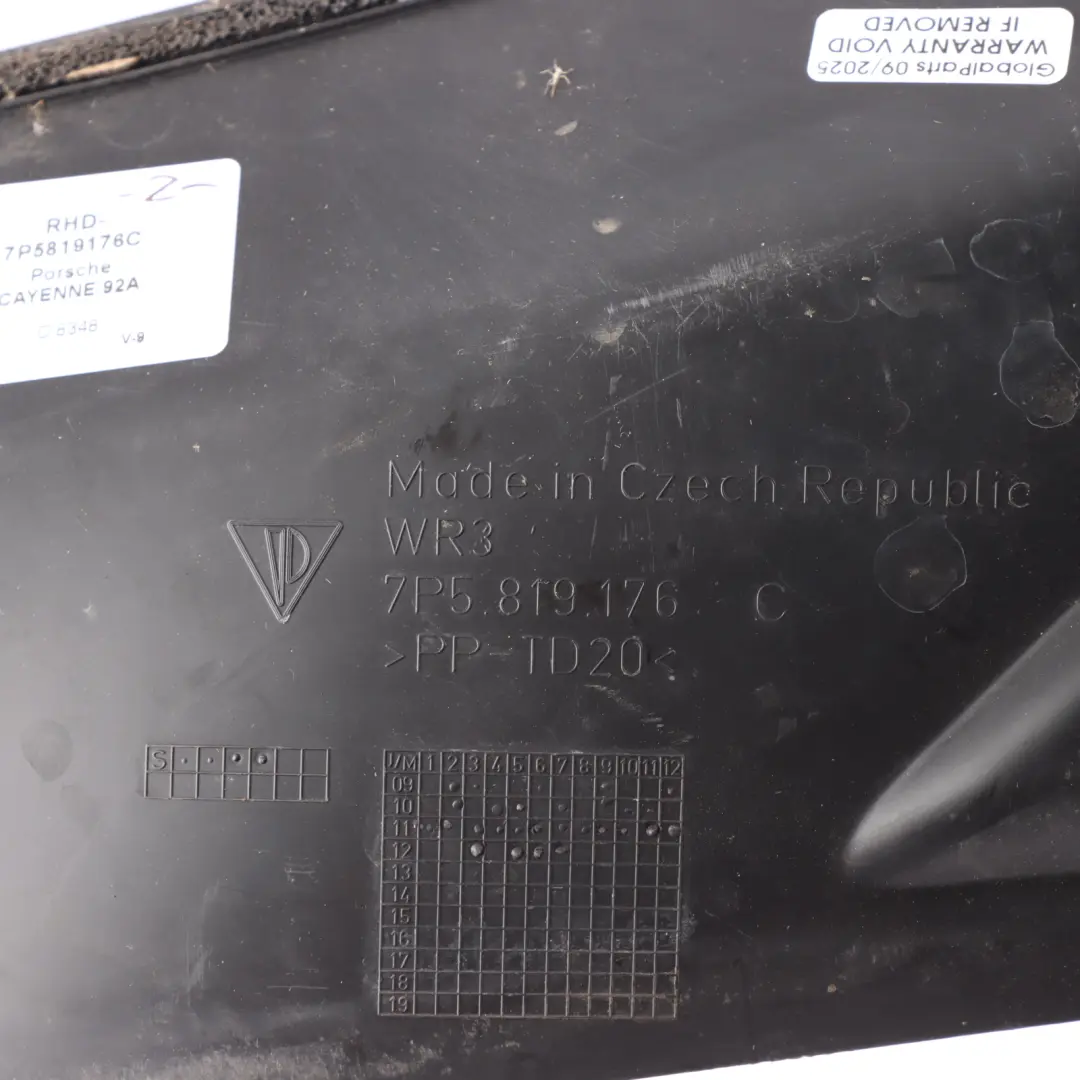 GlobalParts 09/2025
WARRANTY VOID
IF REMOVED
-2-
RHD-
7P5819176C
Porsche
CAYENNE 92A
C 8348
V-9
Made in Czech Republic
WR3
7P5.819.176 C
>PP-TD20<
S
J/M 1 2 3 4 5 6 7 8 9 10 11 12
09
10
11
12
13
14
15
16
17
18
19